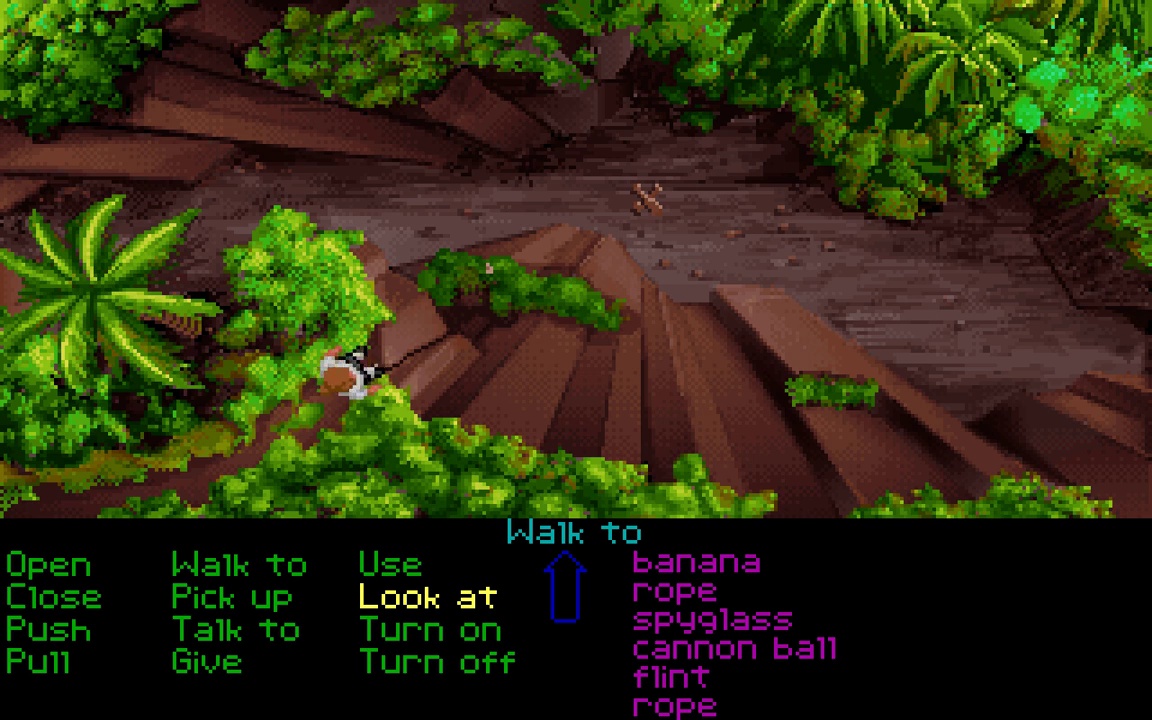 Walk to
Open Walk to Use banana
Close Pick up Look at rope
Push Talk to Turn on spyglass
Pull Give Turn off cannon ball
flint
rope